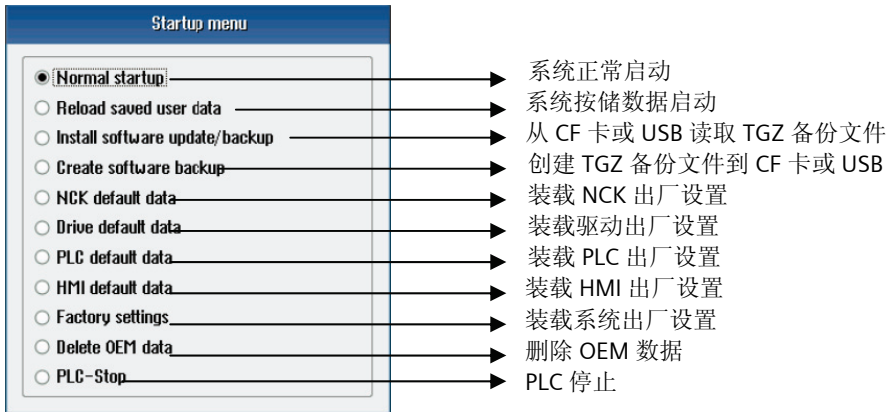 Startup menu
Normal startup 系统正常启动
Reload saved user data 系统按储数据启动
Install software update/backup 从 CF 卡或 USB 读取 TGZ 备份文件
Create software backup 创建 TGZ 备份文件到 CF 卡或 USB
NCK default data 装载 NCK 出厂设置
Drive default data 装载驱动出厂设置
PLC default data 装载 PLC 出厂设置
HMI default data 装载 HMI 出厂设置
Factory settings 装载系统出厂设置
Delete OEM data 删除 OEM 数据
PLC-Stop PLC 停止